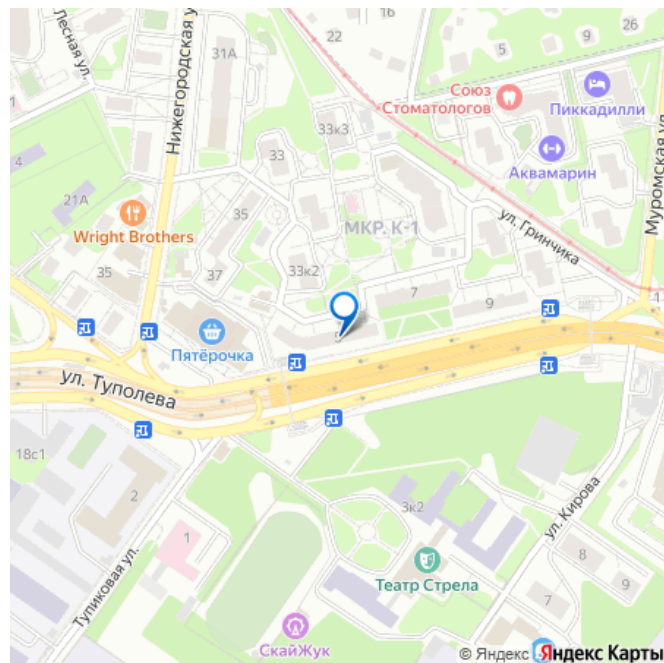 Лесная ул.
Нижегородская у
31А
22
16
26
5
9
Союз
Стоматологов
Пиккадилли
33к3
33
4
Аквамарин
Муромская ул.
21А
35
Wright Brothers
МКР. К-1
ул. Гринчика
35
37
33к2
7
9
Пятёрочка
ул. Туполева
18с1
2
3к2
1
ул. Кирова
Театр Стрела
8
9
7
Тупиковая ул.
СкайЖук
© Яндекс Яндекс Карты